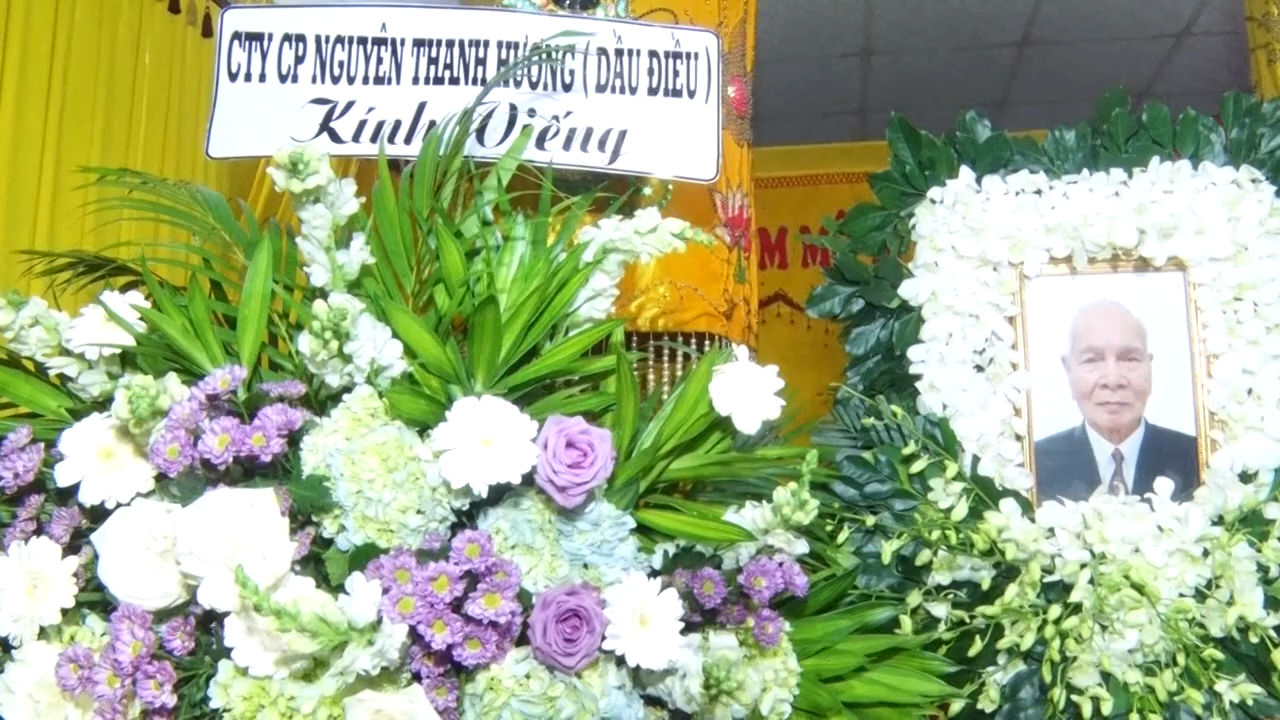 CTY CP NGUYÊN THANH HƯƠNG ( DẦU ĐIỀU )
Kính Viếng